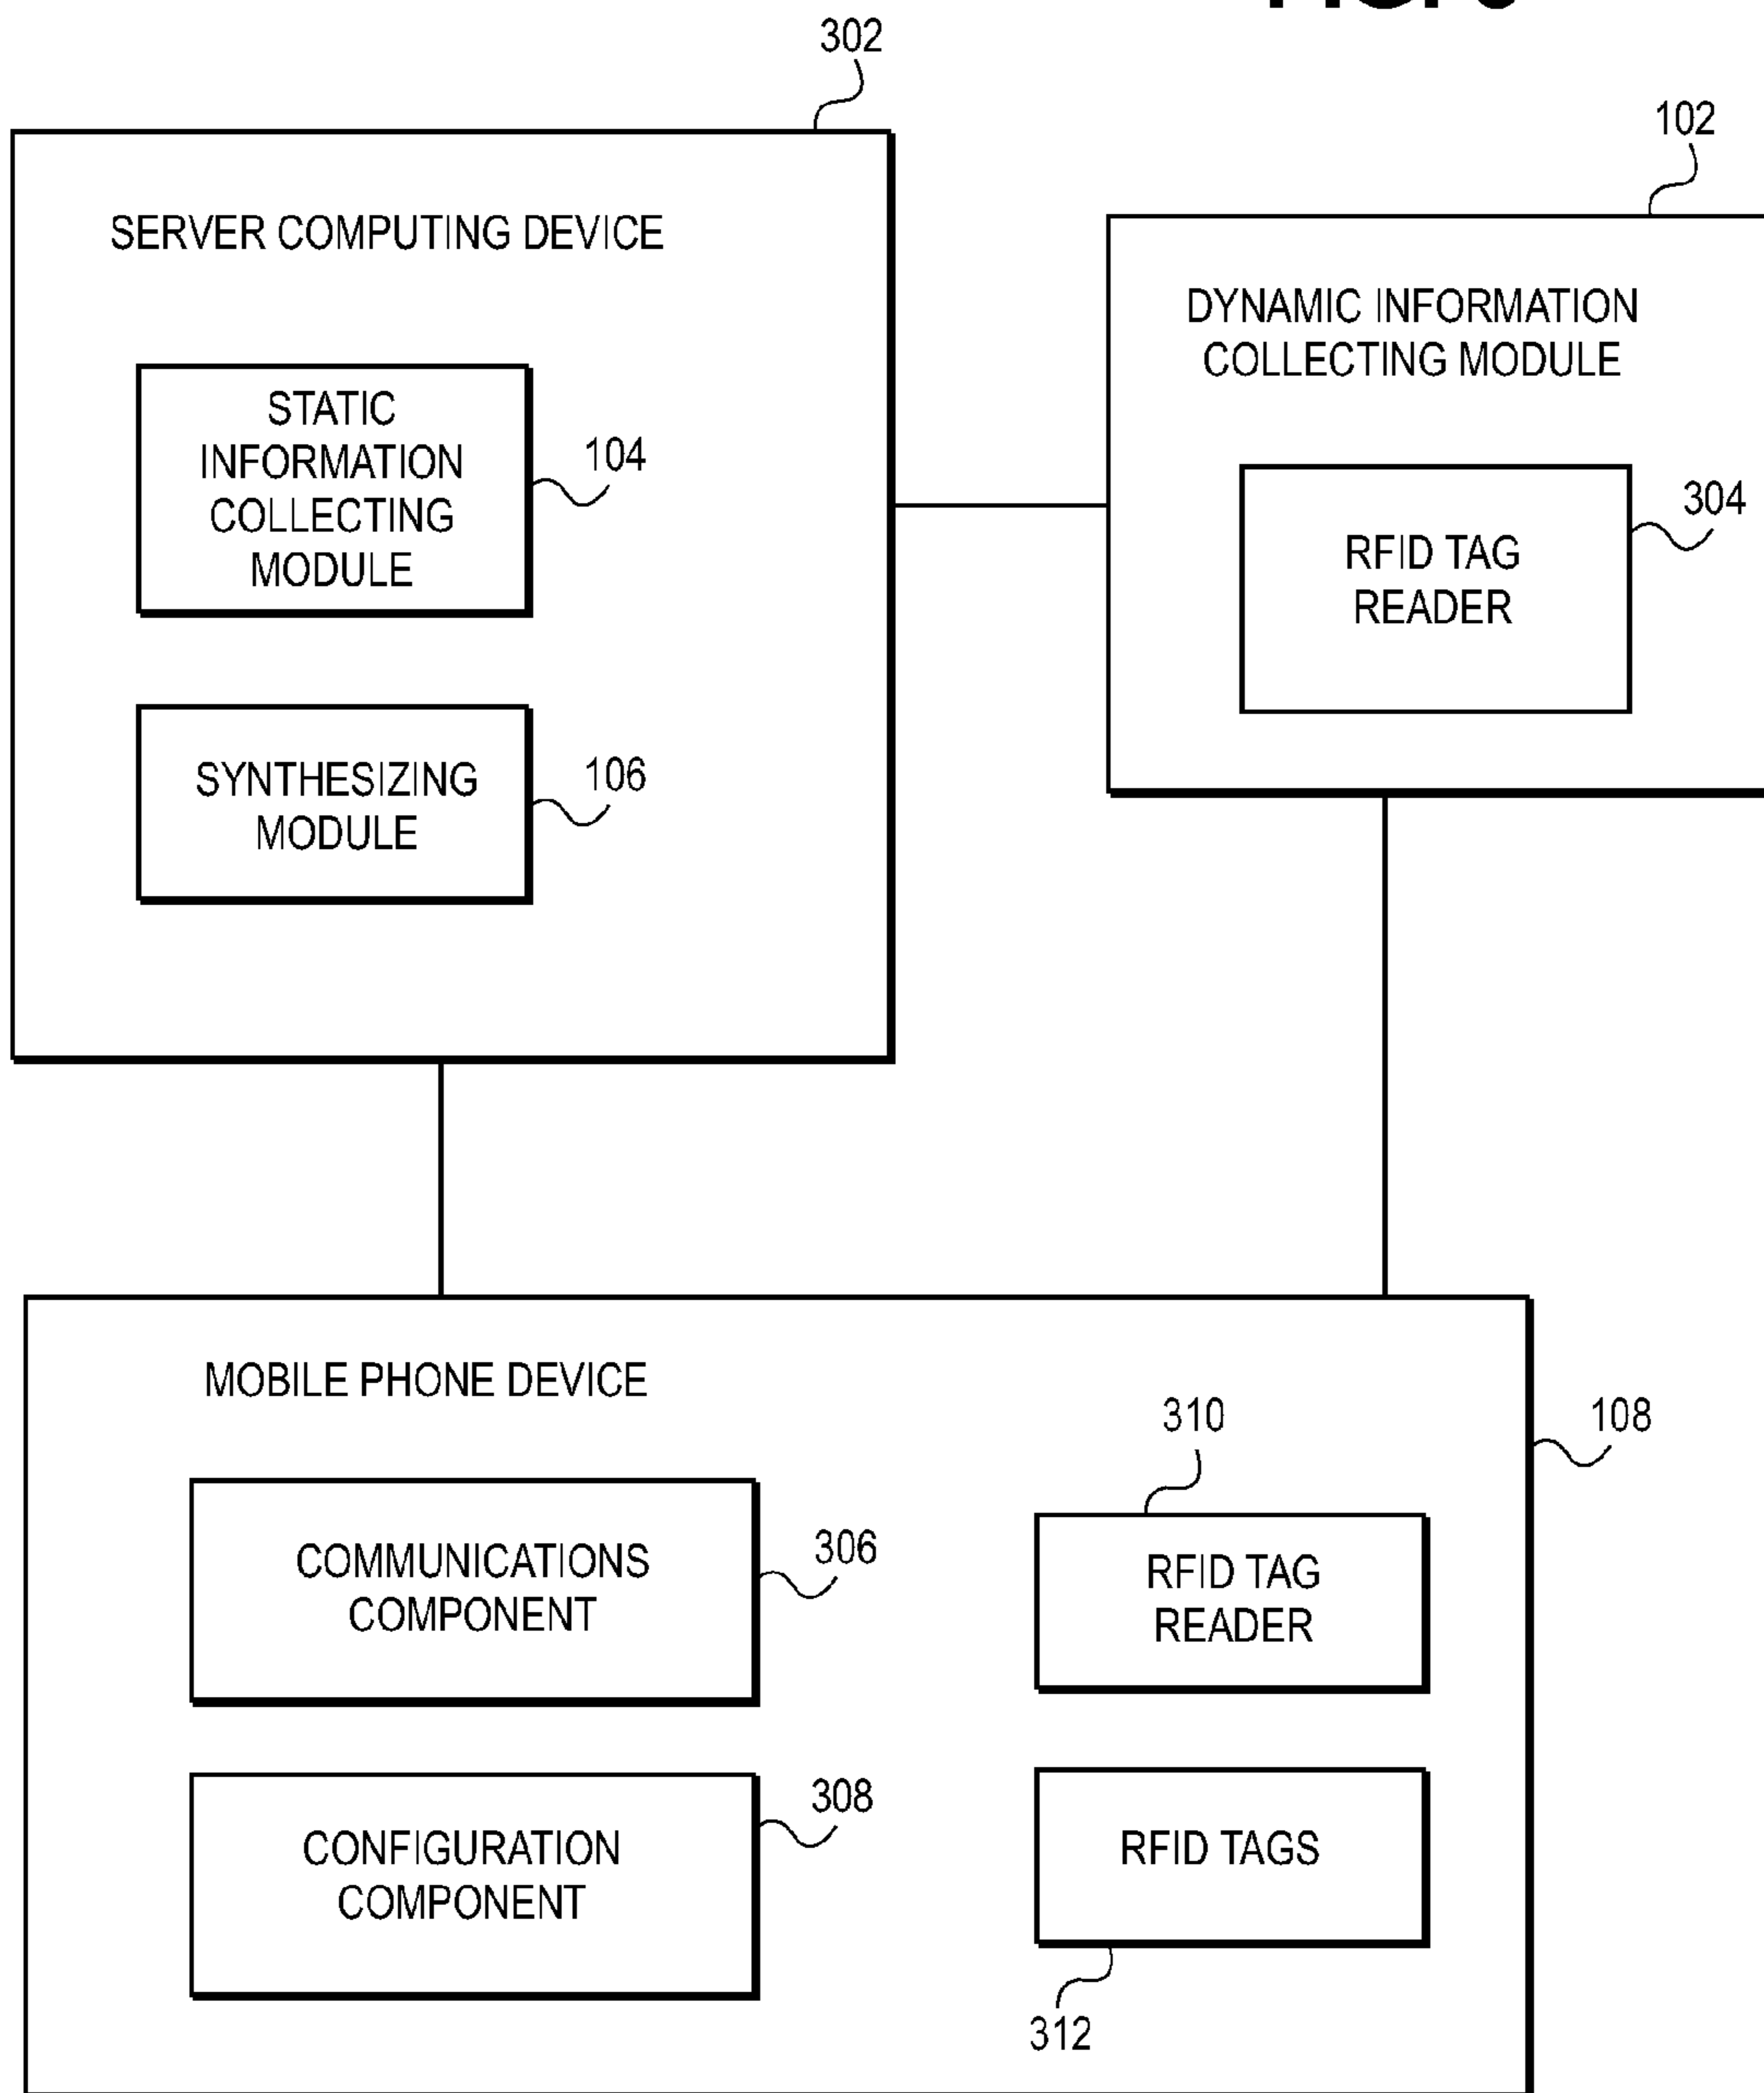 302
102
SERVER COMPUTING DEVICE
STATIC
INFORMATION
COLLECTING
MODULE
104
SYNTHESIZING
MODULE
106
DYNAMIC INFORMATION
COLLECTING MODULE
RFID TAG
READER
304
MOBILE PHONE DEVICE
108
COMMUNICATIONS
COMPONENT
306
310
RFID TAG
READER
CONFIGURATION
COMPONENT
308
RFID TAGS
312